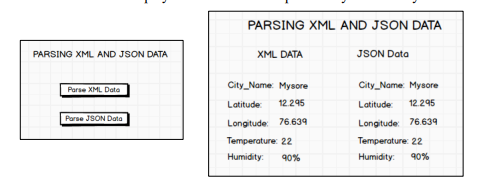 PARSING XML AND JSON DATA
Parse XML Data
Parse JSON Data
PARSING XML AND JSON DATA
XML DATA JSON Data
City_Name: Mysore City_Name: Mysore
Latitude: 12.295 Latitude: 12.295
Longitude: 76.639 Longitude: 76.639
Temperature: 22 Temperature: 22
Humidity: 90% Humidity: 90%